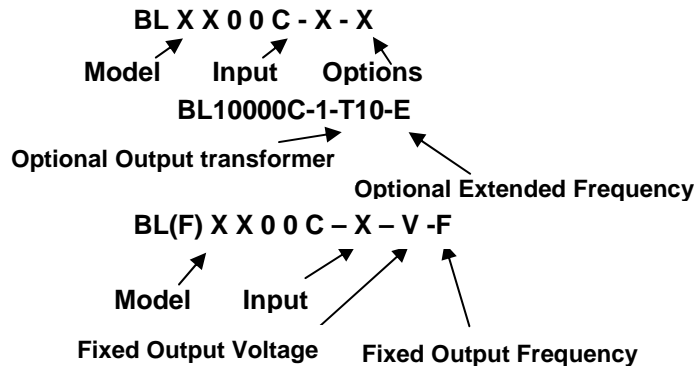 BL X X 0 0 C - X - X
Model Input Options
BL10000C-1-T10-E
Optional Output transformer
Optional Extended Frequency
BL(F) X X 0 0 C – X – V -F
Model Input
Fixed Output Voltage Fixed Output Frequency